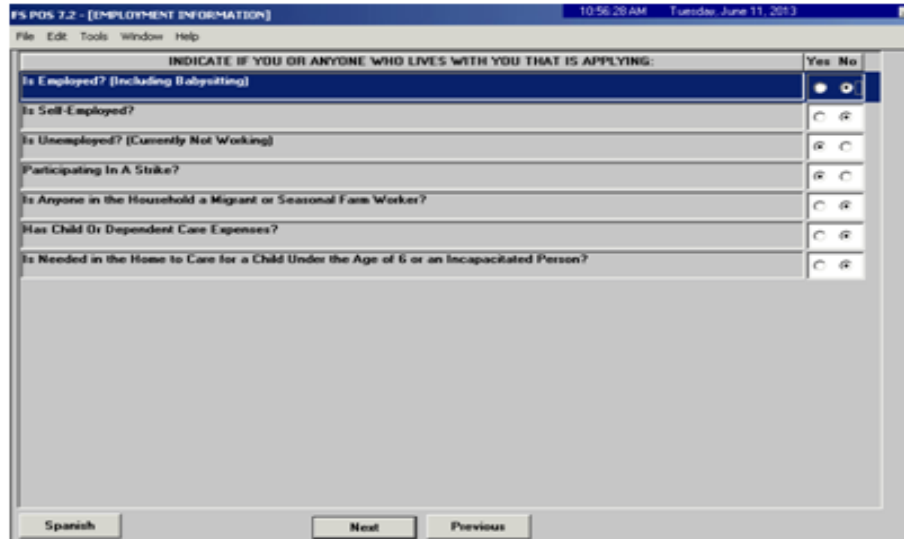 FS POS 7.2 - [EMPLOYMENT INFORMATION] 10:56:28 AM Tuesday, June 11, 2013
File Edit Tools Window Help
INDICATE IF YOU OR ANYONE WHO LIVES WITH YOU THAT IS APPLYING: Yes No
Is Employed? (Including Babysitting)
Is Self-Employed?
Is Unemployed? (Currently Not Working)
Participating In A Strike?
Is Anyone in the Household a Migrant or Seasonal Farm Worker?
Has Child Or Dependent Care Expenses?
Is Needed in the Home to Care for a Child Under the Age of 6 or an Incapacitated Person?
Spanish Next Previous